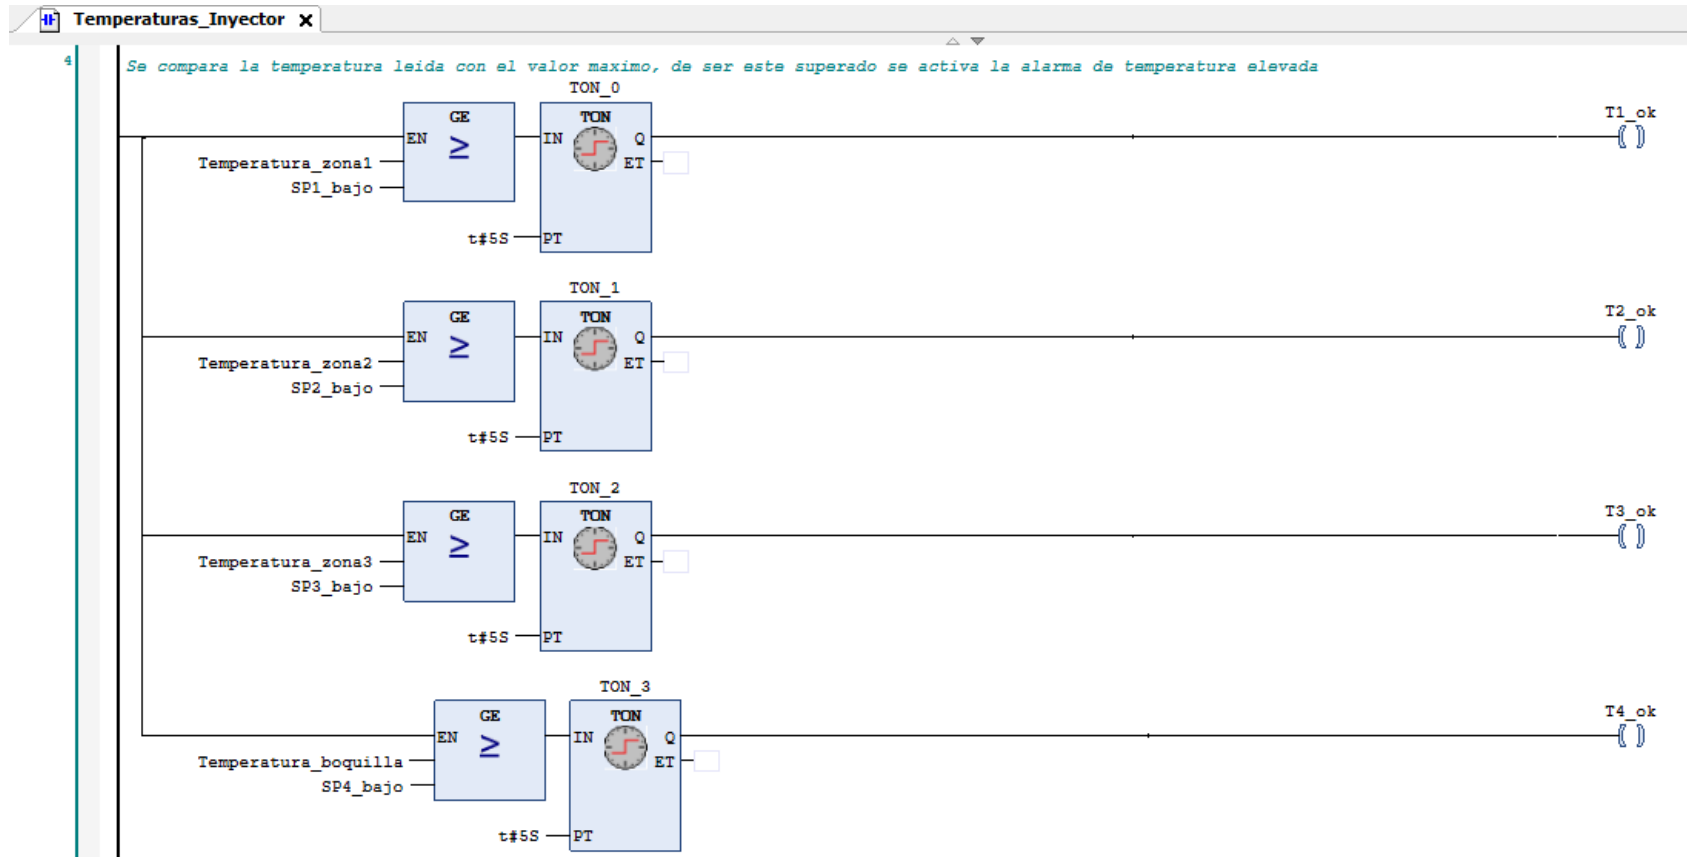 Temperaturas_Inyector
4
Se compara la temperatura leida con el valor maximo, de ser este superado se activa la alarma de temperatura elevada
TON_0
GE TON T1_ok
EN IN Q
Temperatura_zona1 ≥ ET
SP1_bajo
t#5S PT
TON_1
GE TON T2_ok
EN IN Q
Temperatura_zona2 ≥ ET
SP2_bajo
t#5S PT
TON_2
GE TON T3_ok
EN IN Q
Temperatura_zona3 ≥ ET
SP3_bajo
t#5S PT
TON_3
GE TON T4_ok
EN IN Q
Temperatura_boquilla ≥ ET
SP4_bajo
t#5S PT